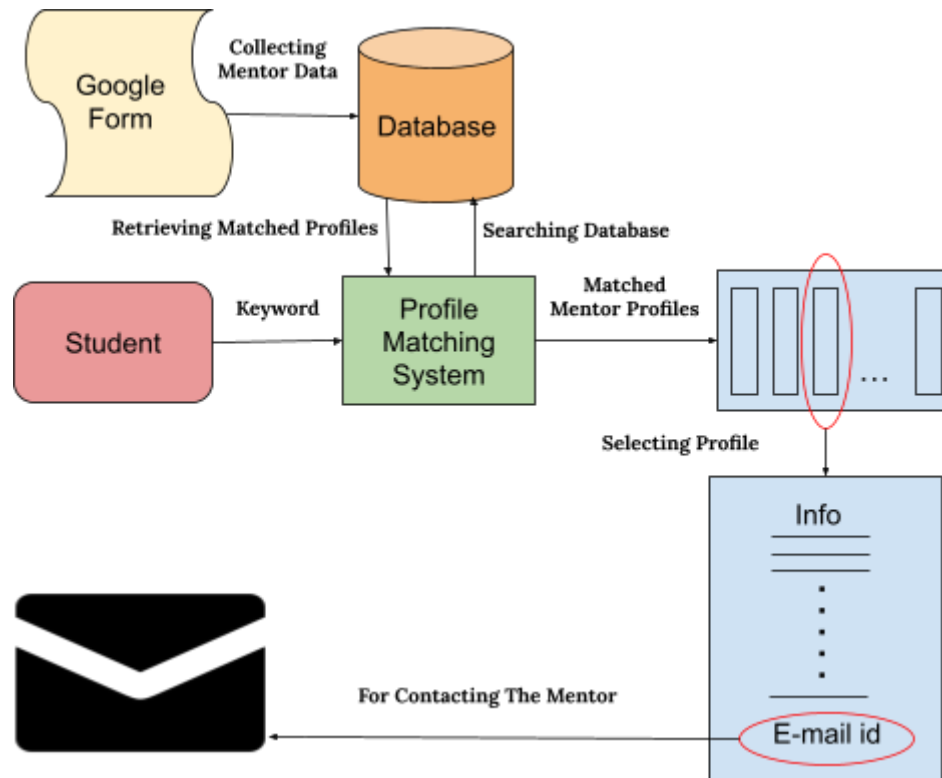 Google
Form
Collecting
Mentor Data
Database
Retrieving Matched Profiles
Searching Database
Student
Keyword
Profile
Matching
System
Matched
Mentor Profiles
...
Selecting Profile
Info
For Contacting The Mentor
E-mail id